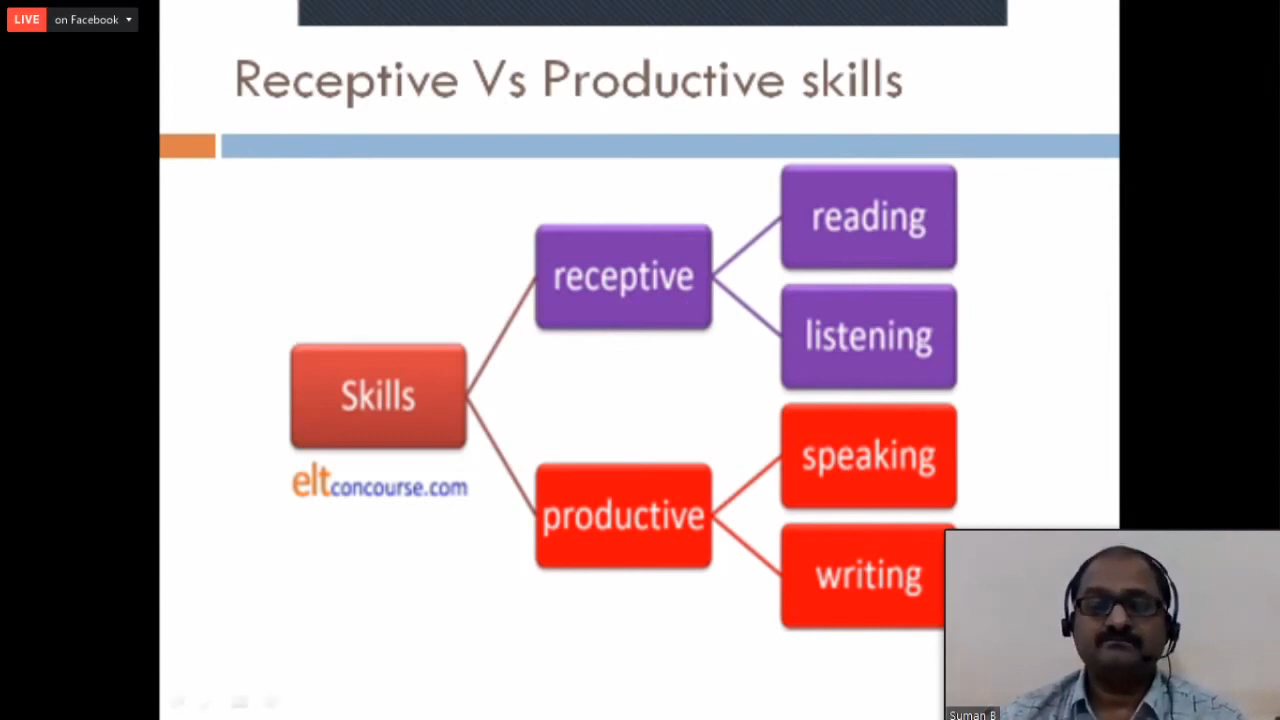 LIVE on Facebook
Receptive Vs Productive skills
reading
receptive
listening
Skills
eltconcourse.com
speaking
productive
writing
Suman B